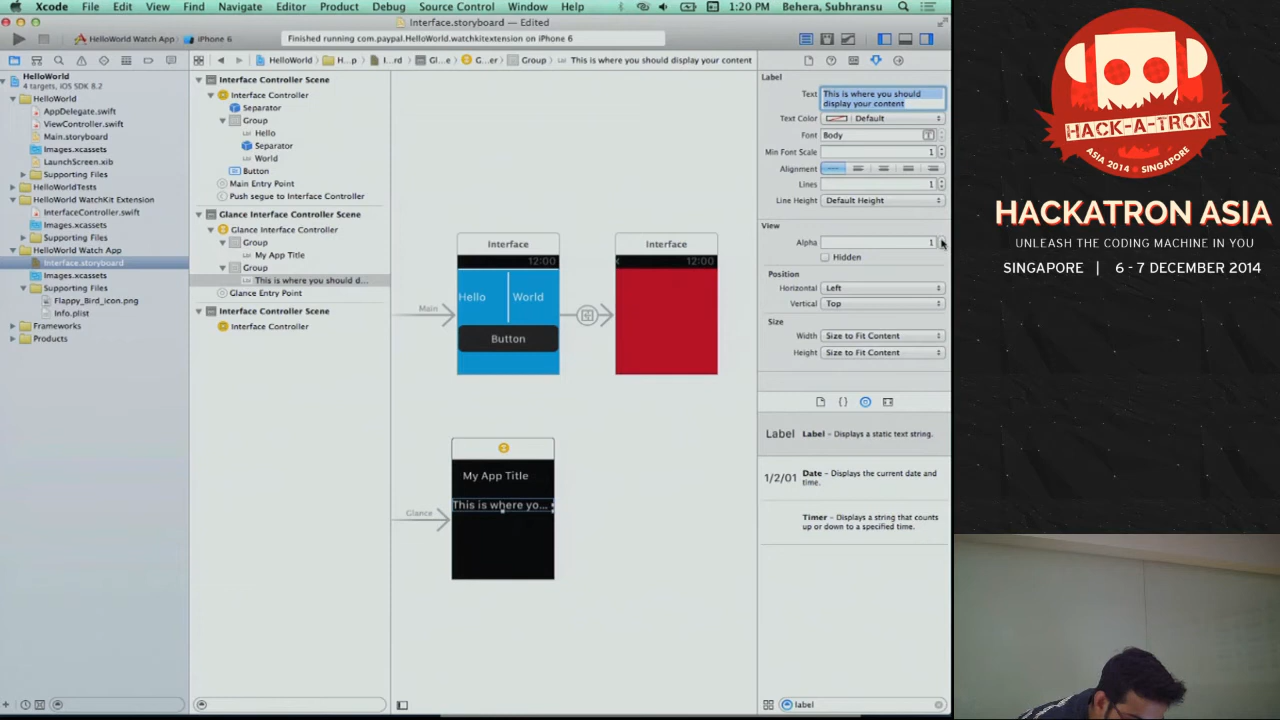 Xcode File Edit View Find Navigate Editor Product Debug Source Control Window Help 1:20 PM Behera, Subhransu
Interface.storyboard — Edited
HelloWorld Watch App iPhone 6
Finished running com.paypal.HelloWorld.watchkitextension on iPhone 6
HelloWorld H...p I...rd Gl...e G...er Group This is where you should display your content
HelloWorld
4 targets, iOS SDK 8.2
HelloWorld
AppDelegate.swift
ViewController.swift
Main.storyboard
Images.xcassets
LaunchScreen.xib
Supporting Files
HelloWorldTests
HelloWorld WatchKit Extension
InterfaceController.swift
Images.xcassets
Supporting Files
HelloWorld Watch App
Interface.storyboard
Images.xcassets
Supporting Files
Flappy_Bird_icon.png
Info.plist
Frameworks
Products
Interface Controller Scene
Interface Controller
Separator
Group
Hello
Separator
World
Button
Main Entry Point
Push segue to Interface Controller
Glance Interface Controller Scene
Glance Interface Controller
Group
My App Title
Group
This is where you should d...
Glance Entry Point
Interface Controller Scene
Interface Controller
Main
Interface
12:00
Hello World
Button
Interface
12:00
Glance
My App Title
This is where yo...
Label
Text This is where you should
display your content
Text Color Default
Font Body
Min Font Scale 1
Alignment
Lines 1
Line Height Default Height
View
Alpha 1
Hidden
Position
Horizontal Left
Vertical Top
Size
Width Size to Fit Content
Height Size to Fit Content
Label Label – Displays a static text string.
1/2/01 Date – Displays the current date and
time.
Timer – Displays a string that counts
up or down to a specified time.
label
HACK-A-TRON
ASIA 2014 SINGAPORE
HACKATRON ASIA
UNLEASH THE CODING MACHINE IN YOU
SINGAPORE | 6 - 7 DECEMBER 2014